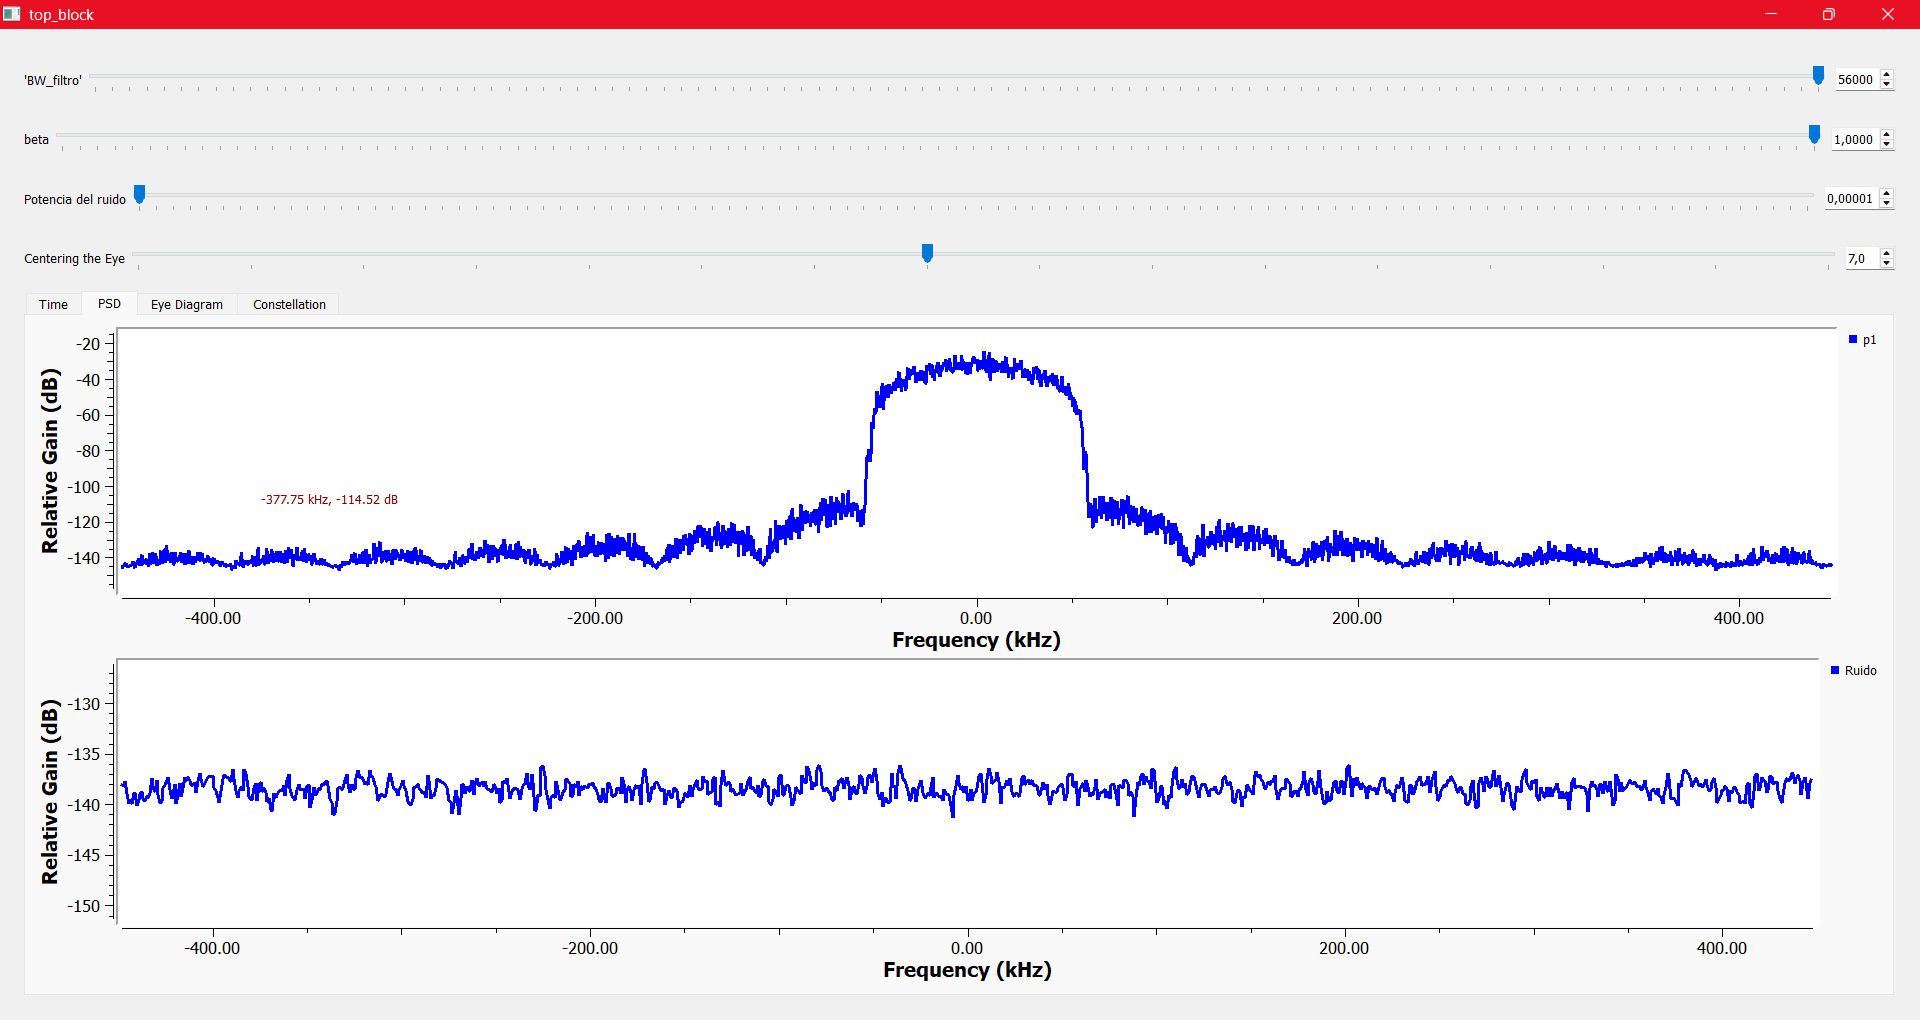 top_block
'BW_filtro' 56000
beta 1,0000
Potencia del ruido 0,00001
Centering the Eye 7,0
Time PSD Eye Diagram Constellation
Relative Gain (dB)
-20
-40
-60
-80
-100
-120
-140
-377.75 kHz, -114.52 dB
p1
-400.00 -200.00 0.00 200.00 400.00
Frequency (kHz)
Relative Gain (dB)
-130
-135
-140
-145
-150
Ruido
-400.00 -200.00 0.00 200.00 400.00
Frequency (kHz)